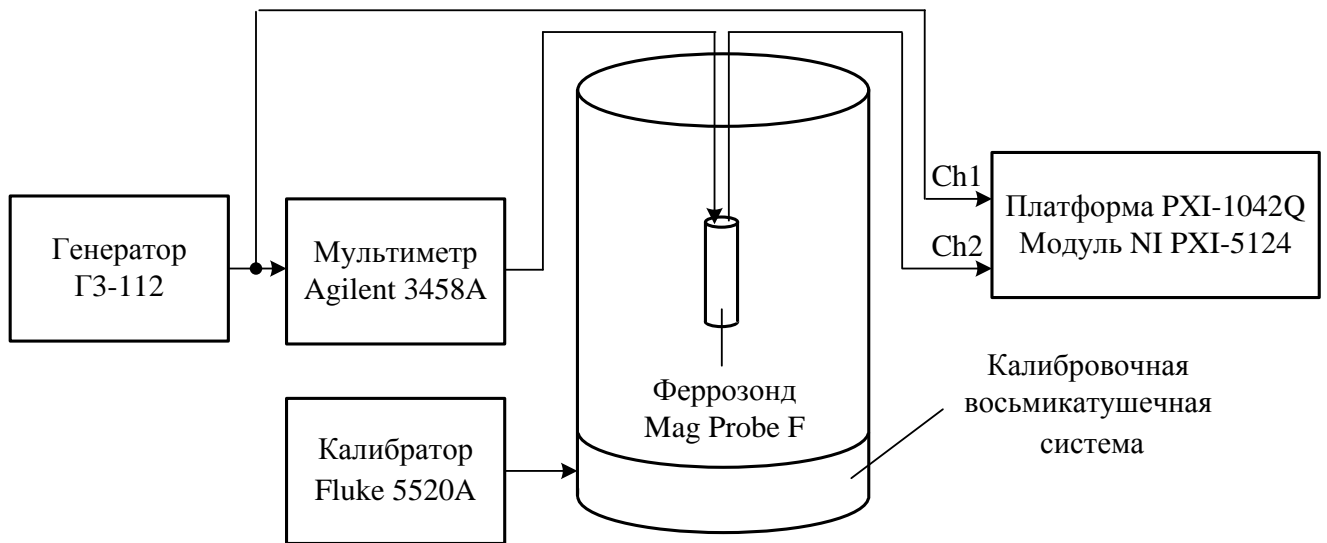 Генератор
Г3-112
Мультиметр
Agilent 3458A
Калибратор
Fluke 5520A
Феррозонд
Mag Probe F
Ch1
Ch2
Платформа PXI-1042Q
Модуль NI PXI-5124
Калибровочная
восьмикатушечная
система